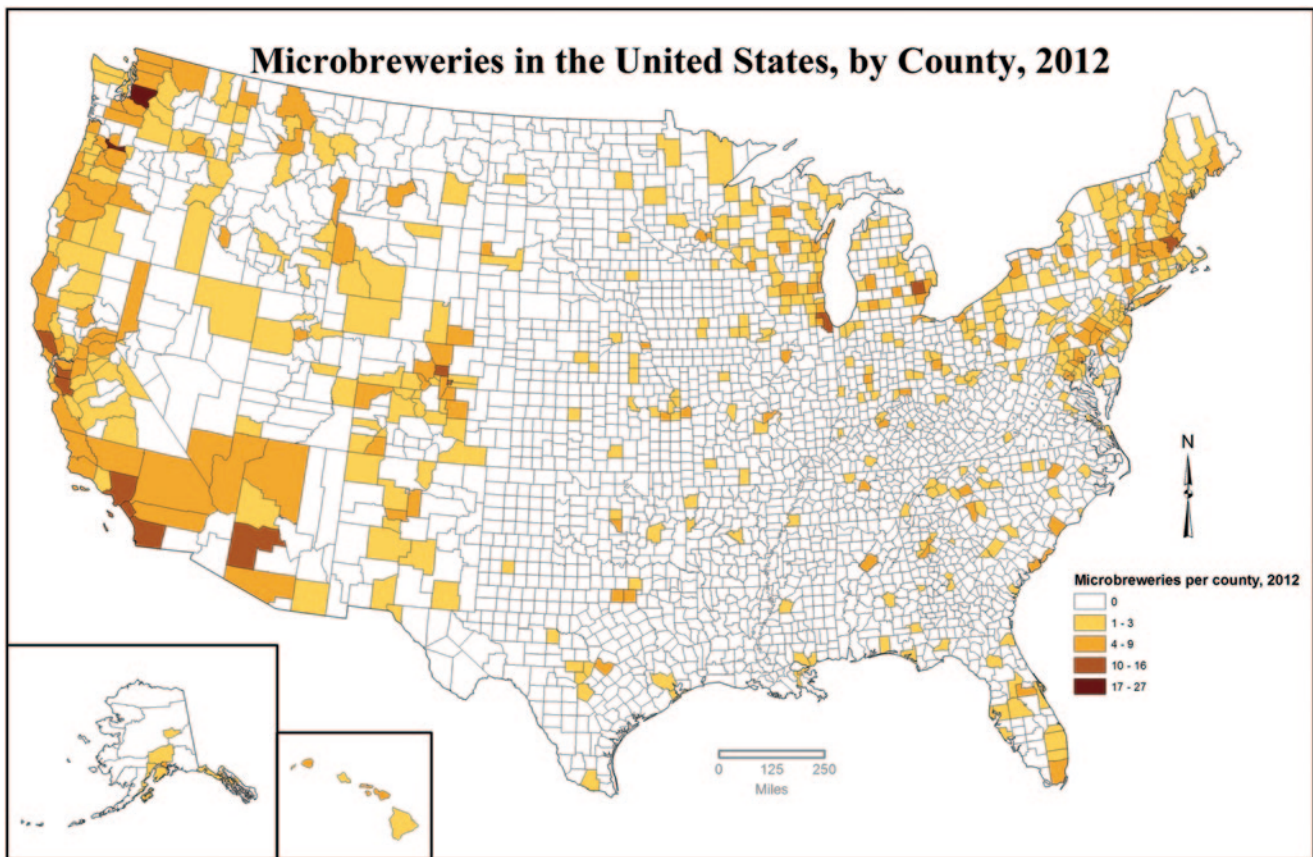 Microbreweries in the United States, by County, 2012
N
Microbreweries per county, 2012
0
1 - 3
4 - 9
10 - 16
17 - 27
0 125 250
Miles